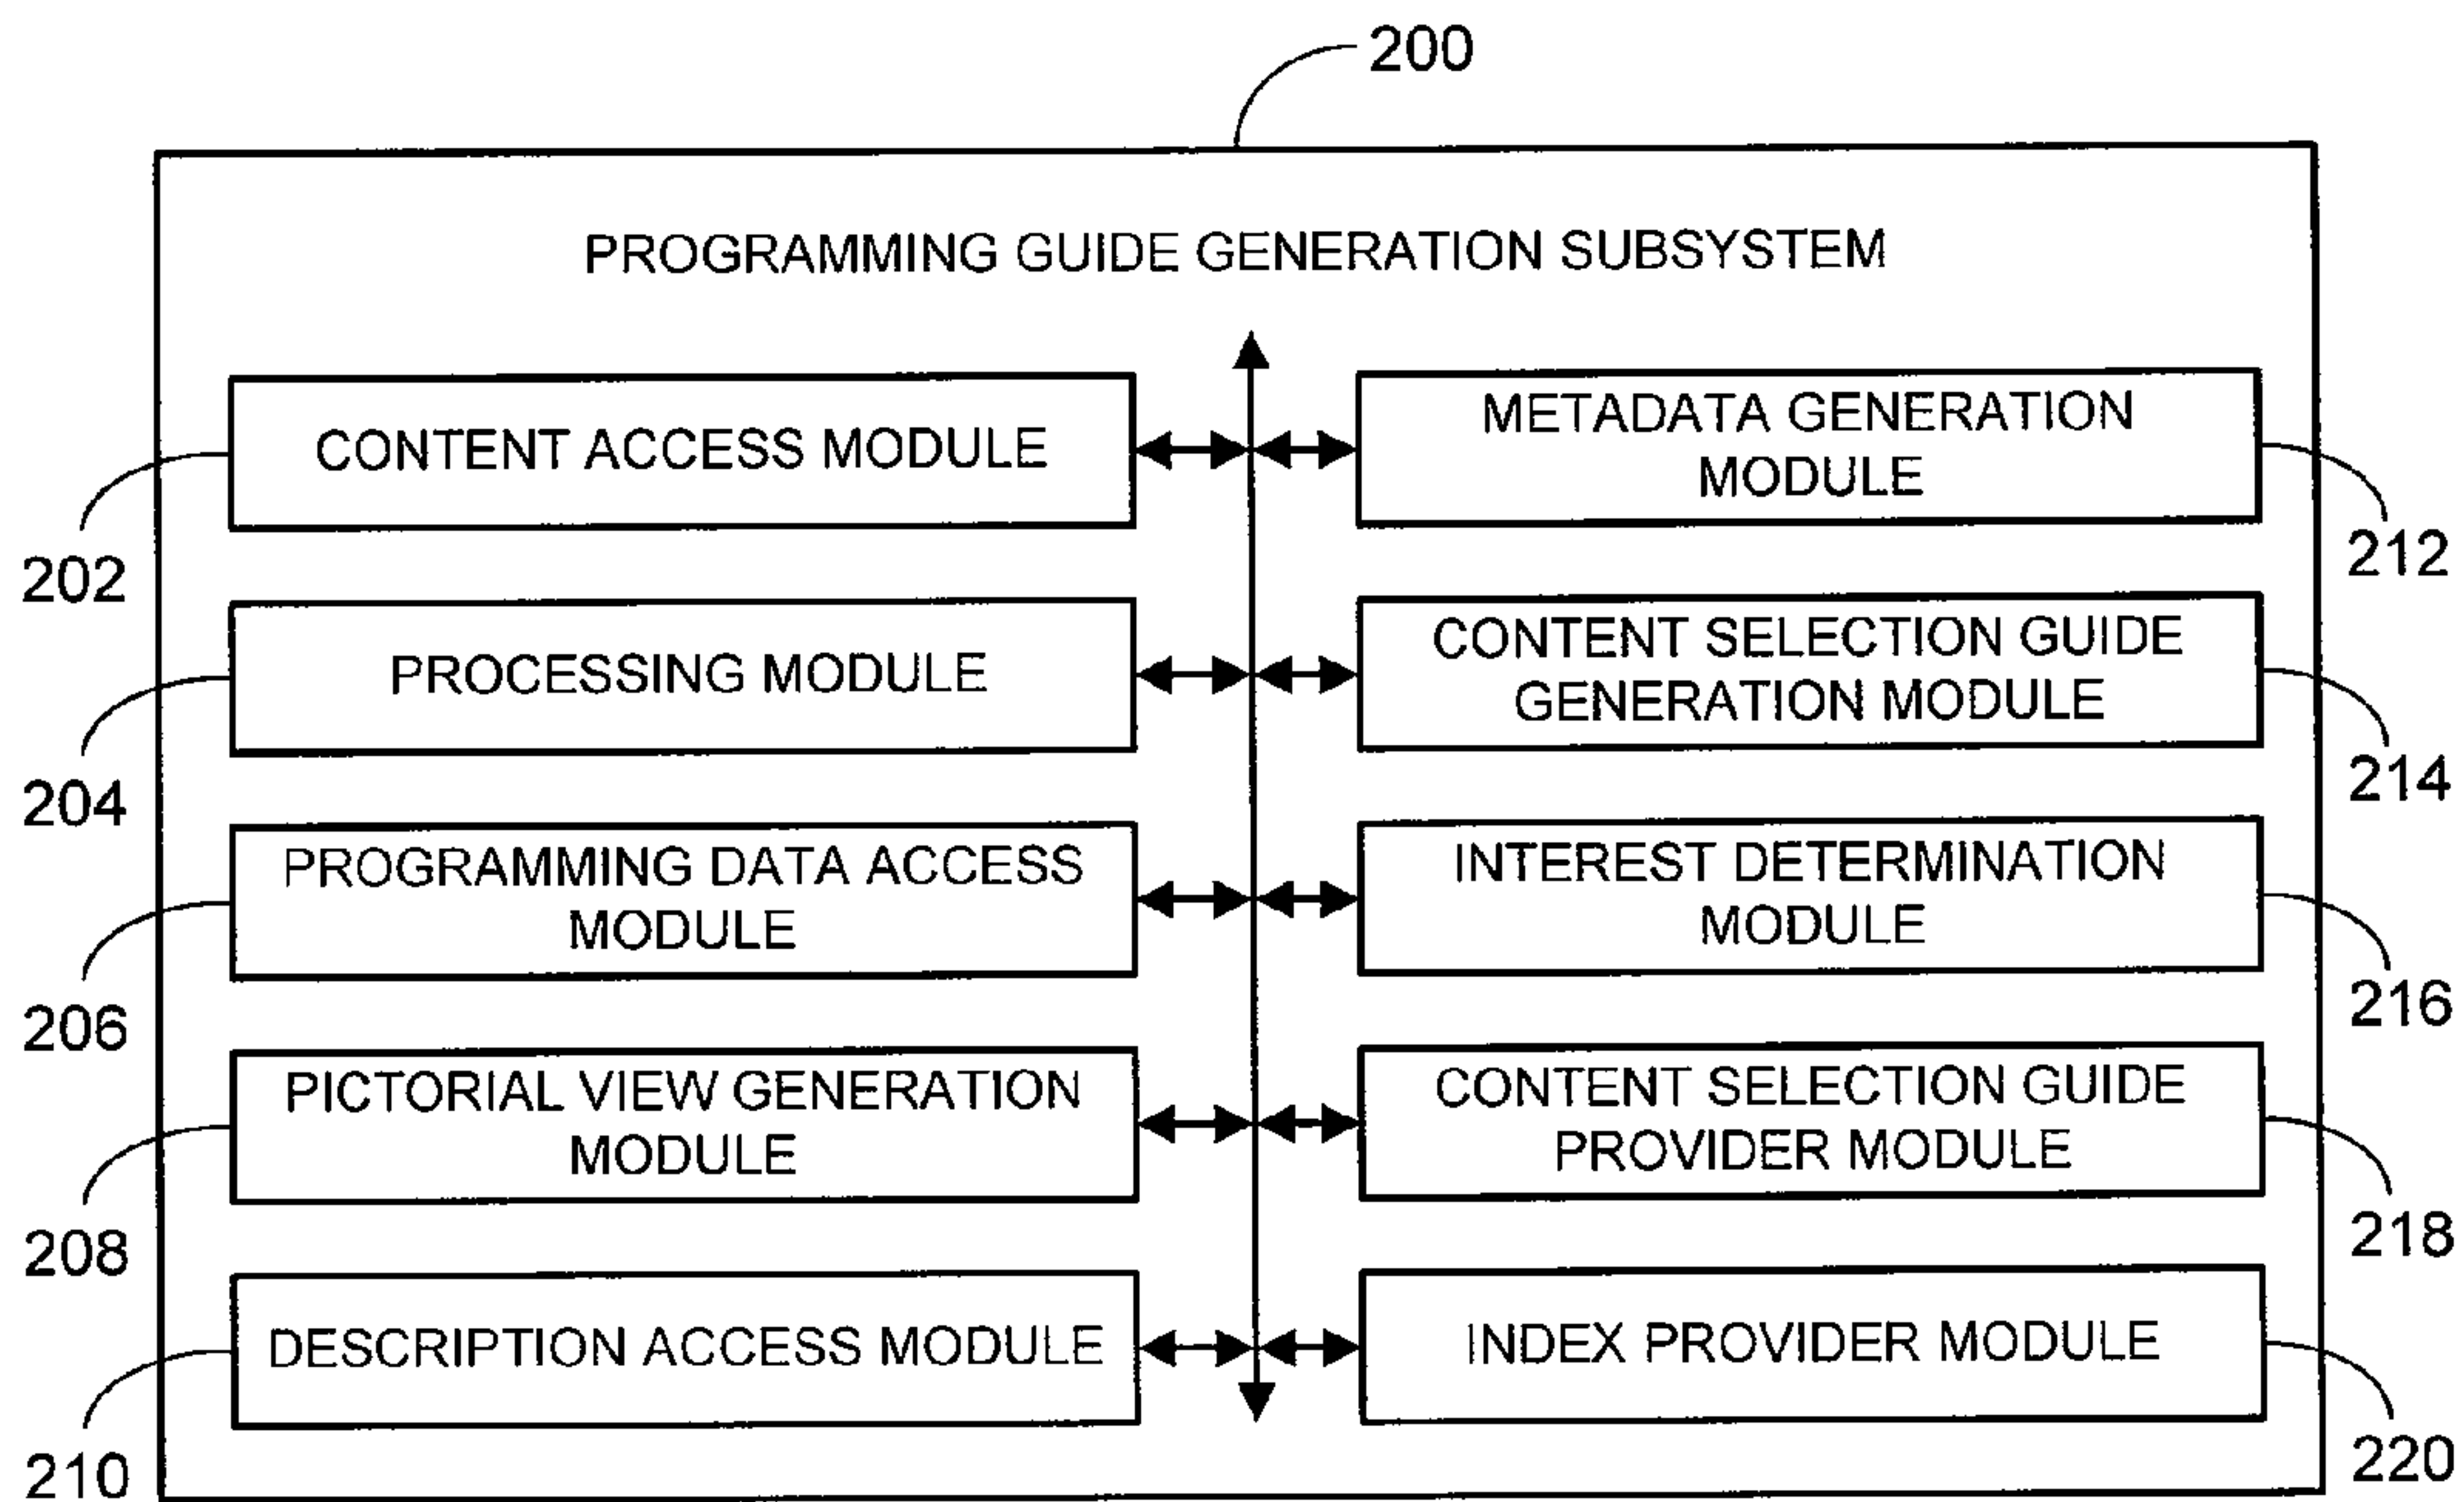 200
PROGRAMMING GUIDE GENERATION SUBSYSTEM
CONTENT ACCESS MODULE
202
PROCESSING MODULE
204
PROGRAMMING DATA ACCESS
MODULE
206
PICTORIAL VIEW GENERATION
MODULE
208
DESCRIPTION ACCESS MODULE
210
METADATA GENERATION
MODULE
212
CONTENT SELECTION GUIDE
GENERATION MODULE
214
INTEREST DETERMINATION
MODULE
216
CONTENT SELECTION GUIDE
PROVIDER MODULE
218
INDEX PROVIDER MODULE
220